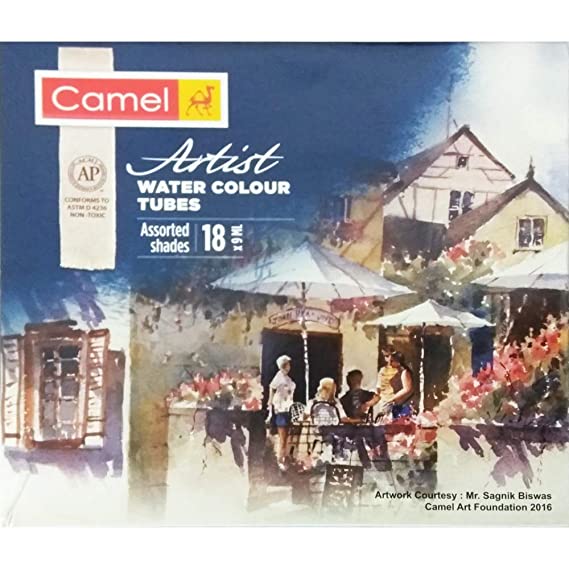 Camel
ACMI
AP
CONFORMS TO
ASTM D 4236
NON -TOXIC
Artist
WATER COLOUR
TUBES
Assorted
shades
18
x 9 ML
Artwork Courtesy : Mr. Sagnik Biswas
Camel Art Foundation 2016